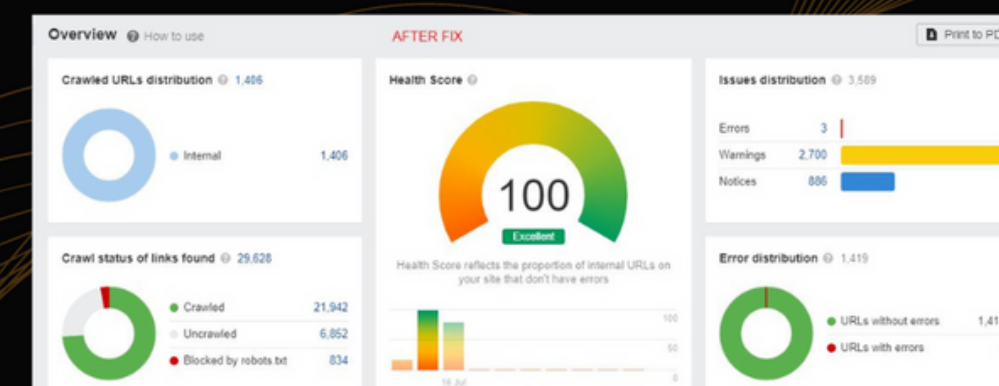 Overview How to use
AFTER FIX
Print to PD
Crawled URLs distribution 1,406
Internal 1,406
Health Score
100
Excellent
Health Score reflects the proportion of internal URLs on
your site that don't have errors
100
50
0
16 Jul
Issues distribution 3,589
Errors 3
Warnings 2,700
Notices 886
Crawl status of links found 29,628
Crawled 21,942
Uncrawled 6,852
Blocked by robots.txt 834
Error distribution 1,419
URLs without errors 1,41
URLs with errors